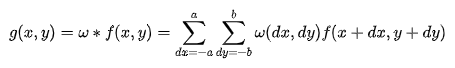 g(x, y) = ω ∗ f(x, y) = ∑_{dx=−a}^{a} ∑_{dy=−b}^{b} ω(dx, dy)f(x + dx, y + dy)